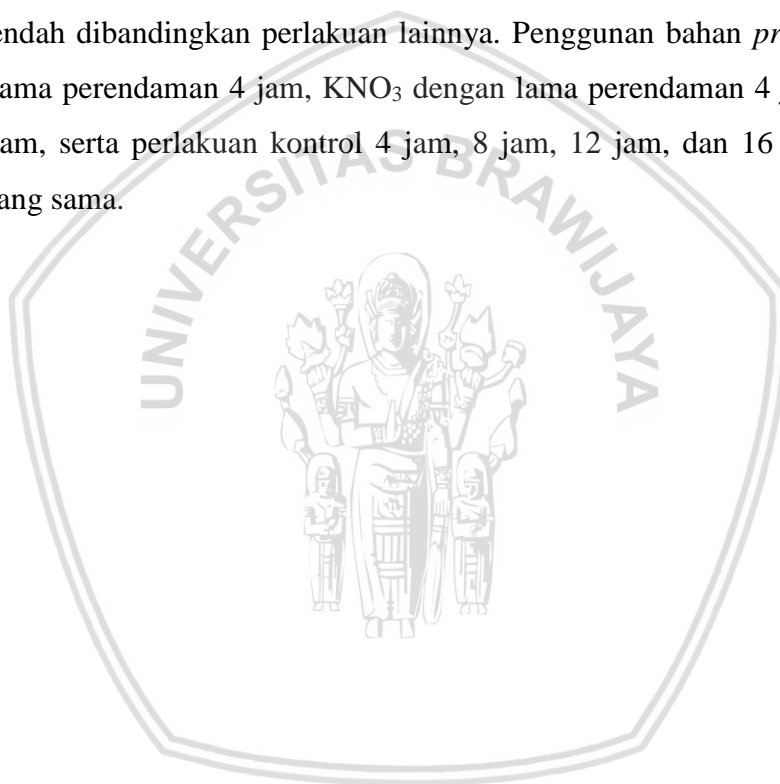 endah dibandingkan perlakuan lainnya. Penggunan bahan pr
ama perendaman 4 jam, KNO₃ dengan lama perendaman 4
am, serta perlakuan kontrol 4 jam, 8 jam, 12 jam, dan 16
ang sama.
UNIVERSITAS BRAWIJAYA